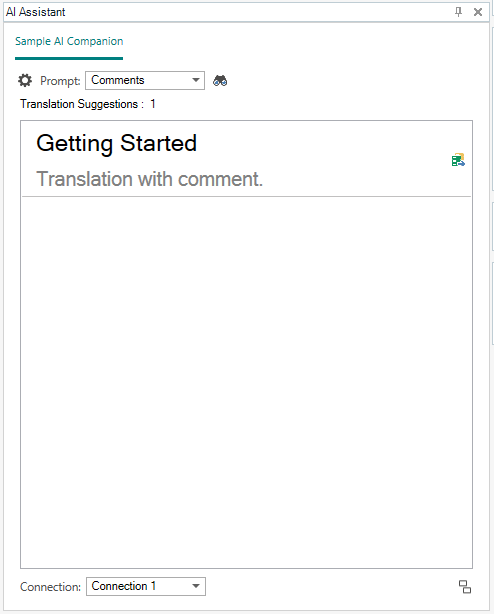 AI Assistant
Sample AI Companion
Prompt: Comments
Translation Suggestions : 1
Getting Started
Translation with comment.
Connection: Connection 1